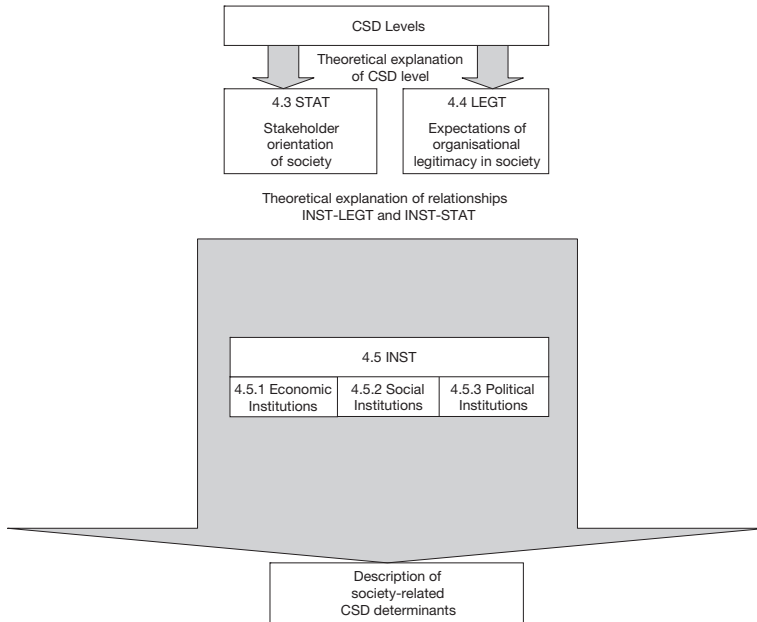 CSD Levels
Theoretical explanation
of CSD level
4.3 STAT
Stakeholder
orientation
of society
4.4 LEGT
Expectations of
organisational
legitimacy in society
Theoretical explanation of relationships
INST-LEGT and INST-STAT
4.5 INST
4.5.1 Economic
Institutions
4.5.2 Social
Institutions
4.5.3 Political
Institutions
Description of
society-related
CSD determinants